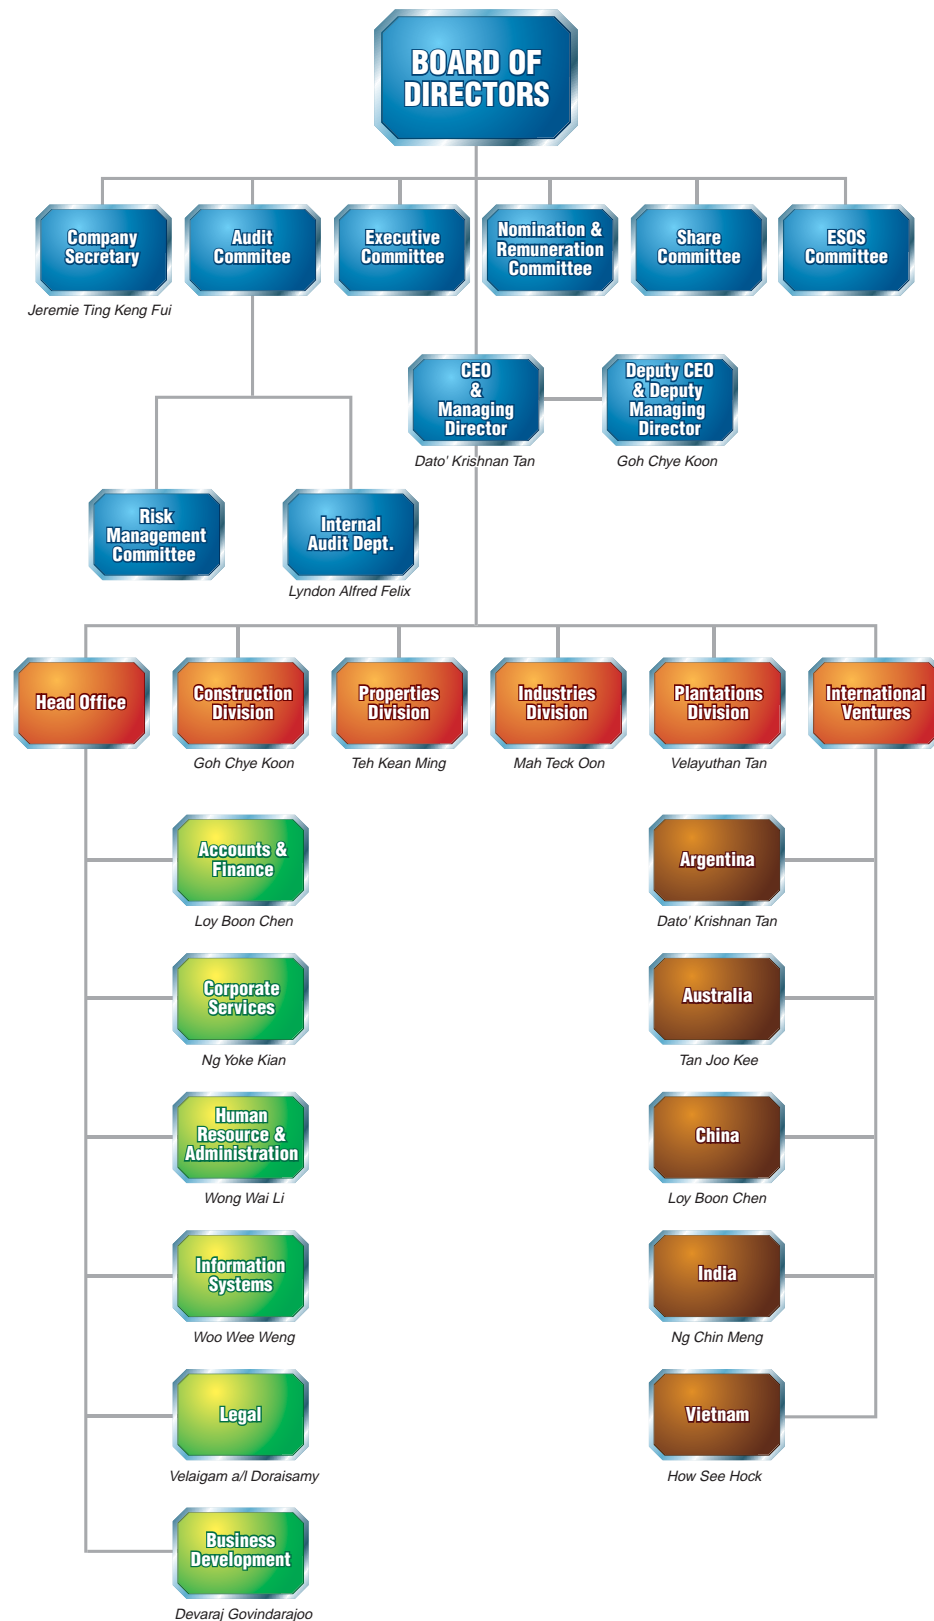 BOARD OF
DIRECTORS
Company
Secretary
Jeremie Ting Keng Fui
Audit
Commitee
Executive
Committee
Nomination &
Remuneration
Committee
Share
Committee
ESOS
Committee
CEO
&
Managing
Director
Dato' Krishnan Tan
Deputy CEO
& Deputy
Managing
Director
Goh Chye Koon
Risk
Management
Committee
Internal
Audit Dept.
Lyndon Alfred Felix
Head Office
Construction
Division
Goh Chye Koon
Properties
Division
Teh Kean Ming
Industries
Division
Mah Teck Oon
Plantations
Division
Velayuthan Tan
International
Ventures
Accounts &
Finance
Loy Boon Chen
Corporate
Services
Ng Yoke Kian
Human
Resource &
Administration
Wong Wai Li
Information
Systems
Woo Wee Weng
Legal
Velaigam a/l Doraisamy
Business
Development
Devaraj Govindarajoo
Argentina
Dato' Krishnan Tan
Australia
Tan Joo Kee
China
Loy Boon Chen
India
Ng Chin Meng
Vietnam
How See Hock